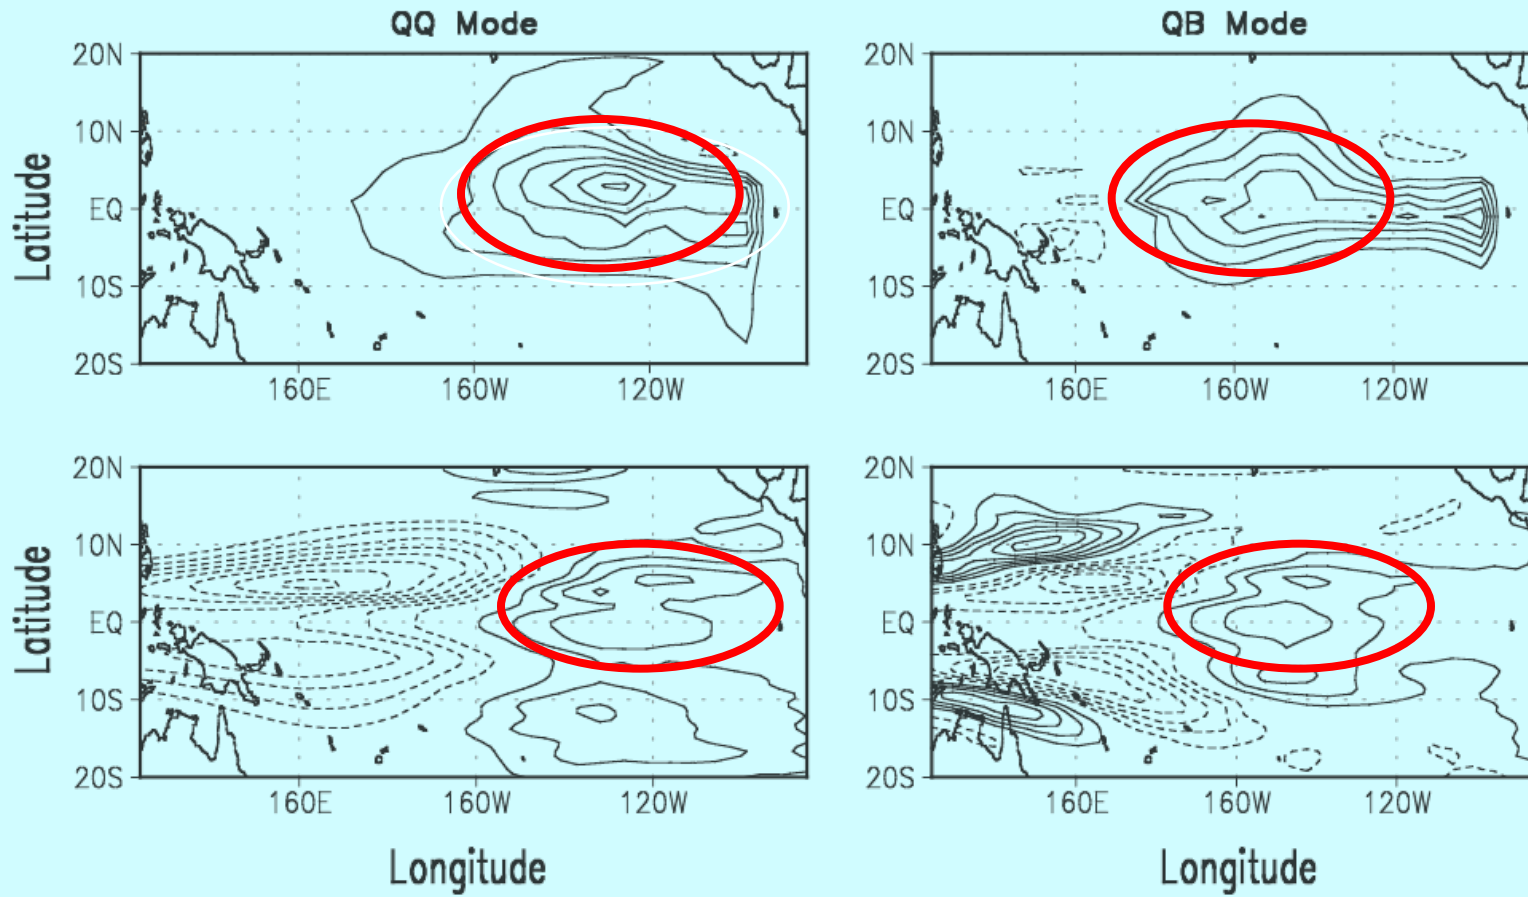 QQ Mode
QB Mode
20N
10N
EQ
10S
20S
Latitude
160E
160W
120W
20N
10N
EQ
10S
20S
160E
160W
120W
20N
10N
EQ
10S
20S
Latitude
160E
160W
120W
Longitude
20N
10N
EQ
10S
20S
160E
160W
120W
Longitude